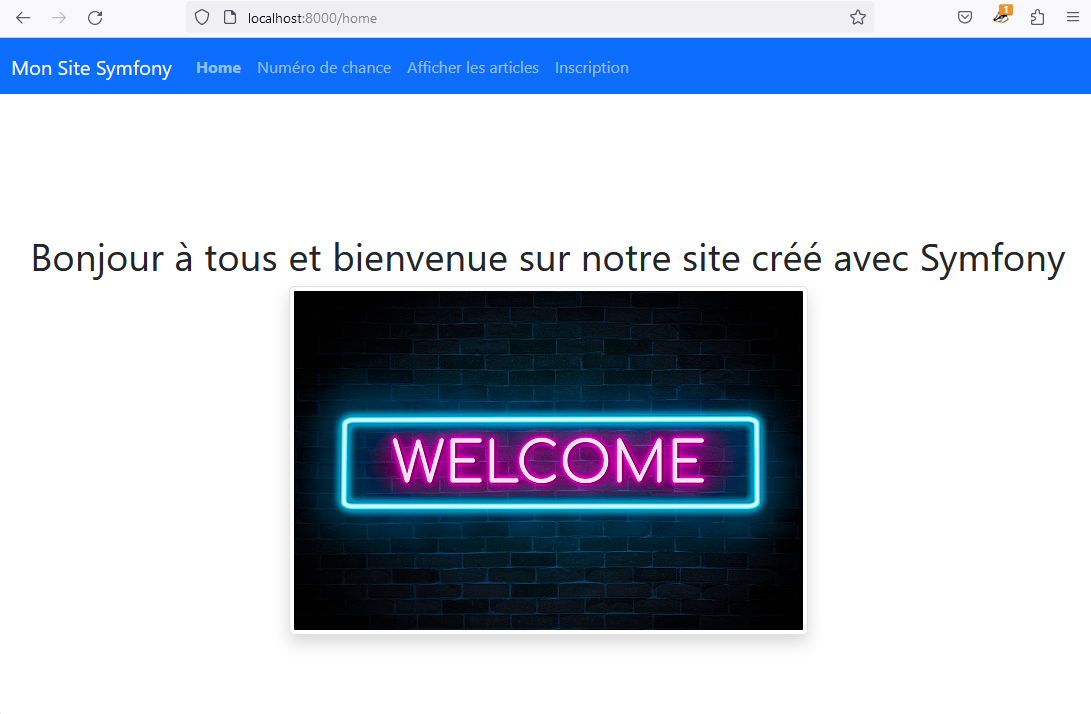 localhost:8000/home
1
Mon Site Symfony Home Numéro de chance Afficher les articles Inscription
Bonjour à tous et bienvenue sur notre site créé avec Symfony
WELCOME